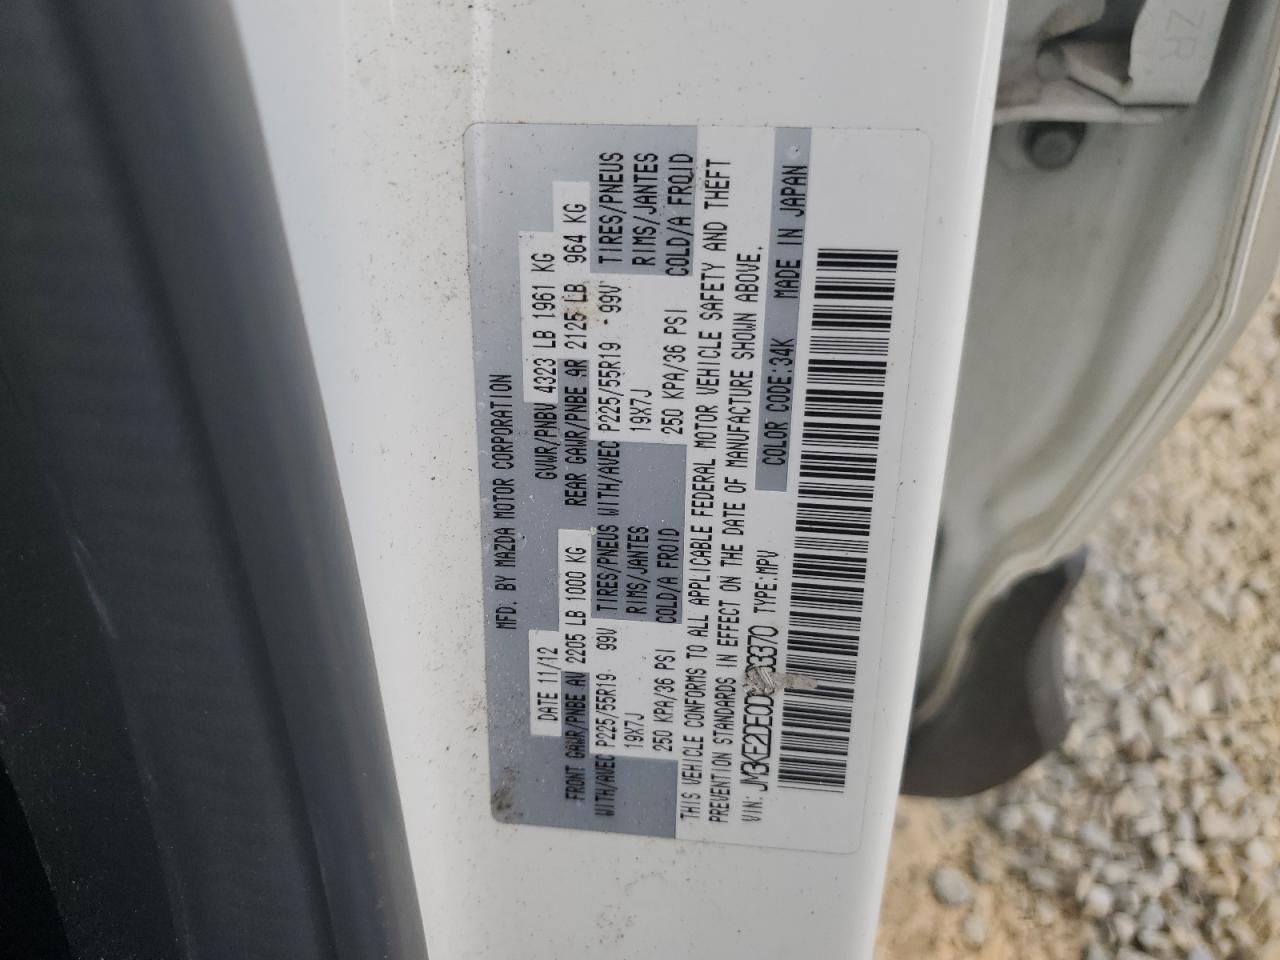 MFD. BY MAZDA MOTOR CORPORATION
DATE 11/12 GVWR/PNBV 4323 LB 1961 KG
FRONT GAWR/PNBE AV 2205 LB 1000 KG REAR GAWR/PNBE AR 2125 LB 964 KG
WITH/AVEC P225/55R19 99V TIRES/PNEUS WITH/AVEC P225/55R19 - 99V TIRES/PNEUS
19X7J RIMS/JANTES 19X7J RIMS/JANTES
250 KPA/36 PSI COLD/A FROID 250 KPA/36 PSI COLD/A FROID
THIS VEHICLE CONFORMS TO ALL APPLICABLE FEDERAL MOTOR VEHICLE SAFETY AND THEFT
PREVENTION STANDARDS IN EFFECT ON THE DATE OF MANUFACTURE SHOWN ABOVE.
VIN: TYPE:MPV COLOR CODE:34K MADE IN JAPAN
ZR